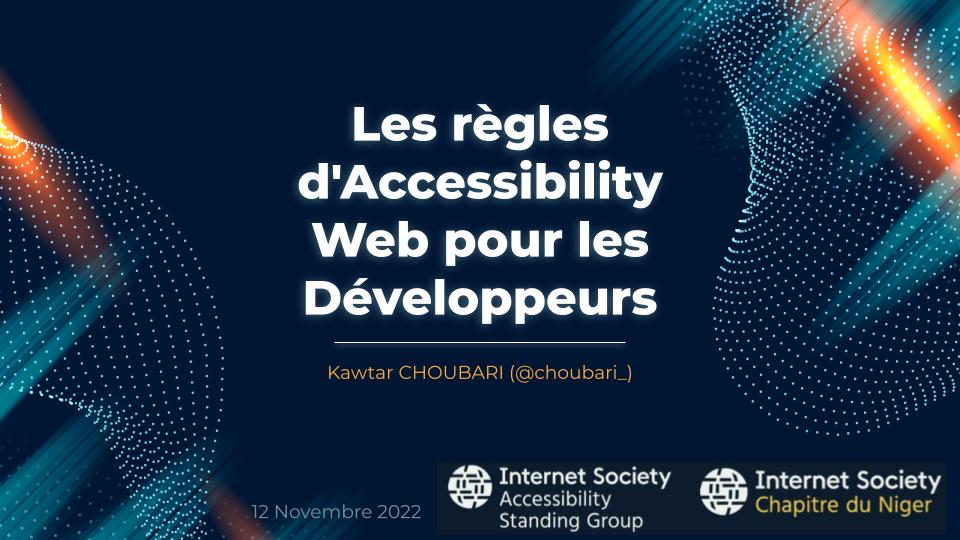 Les règles
d'Accessibility
Web pour les
Développeurs
Kawtar CHOUBARI (@choubari_)
12 Novembre 2022
Internet Society
Accessibility
Standing Group
Internet Society
Chapitre du Niger